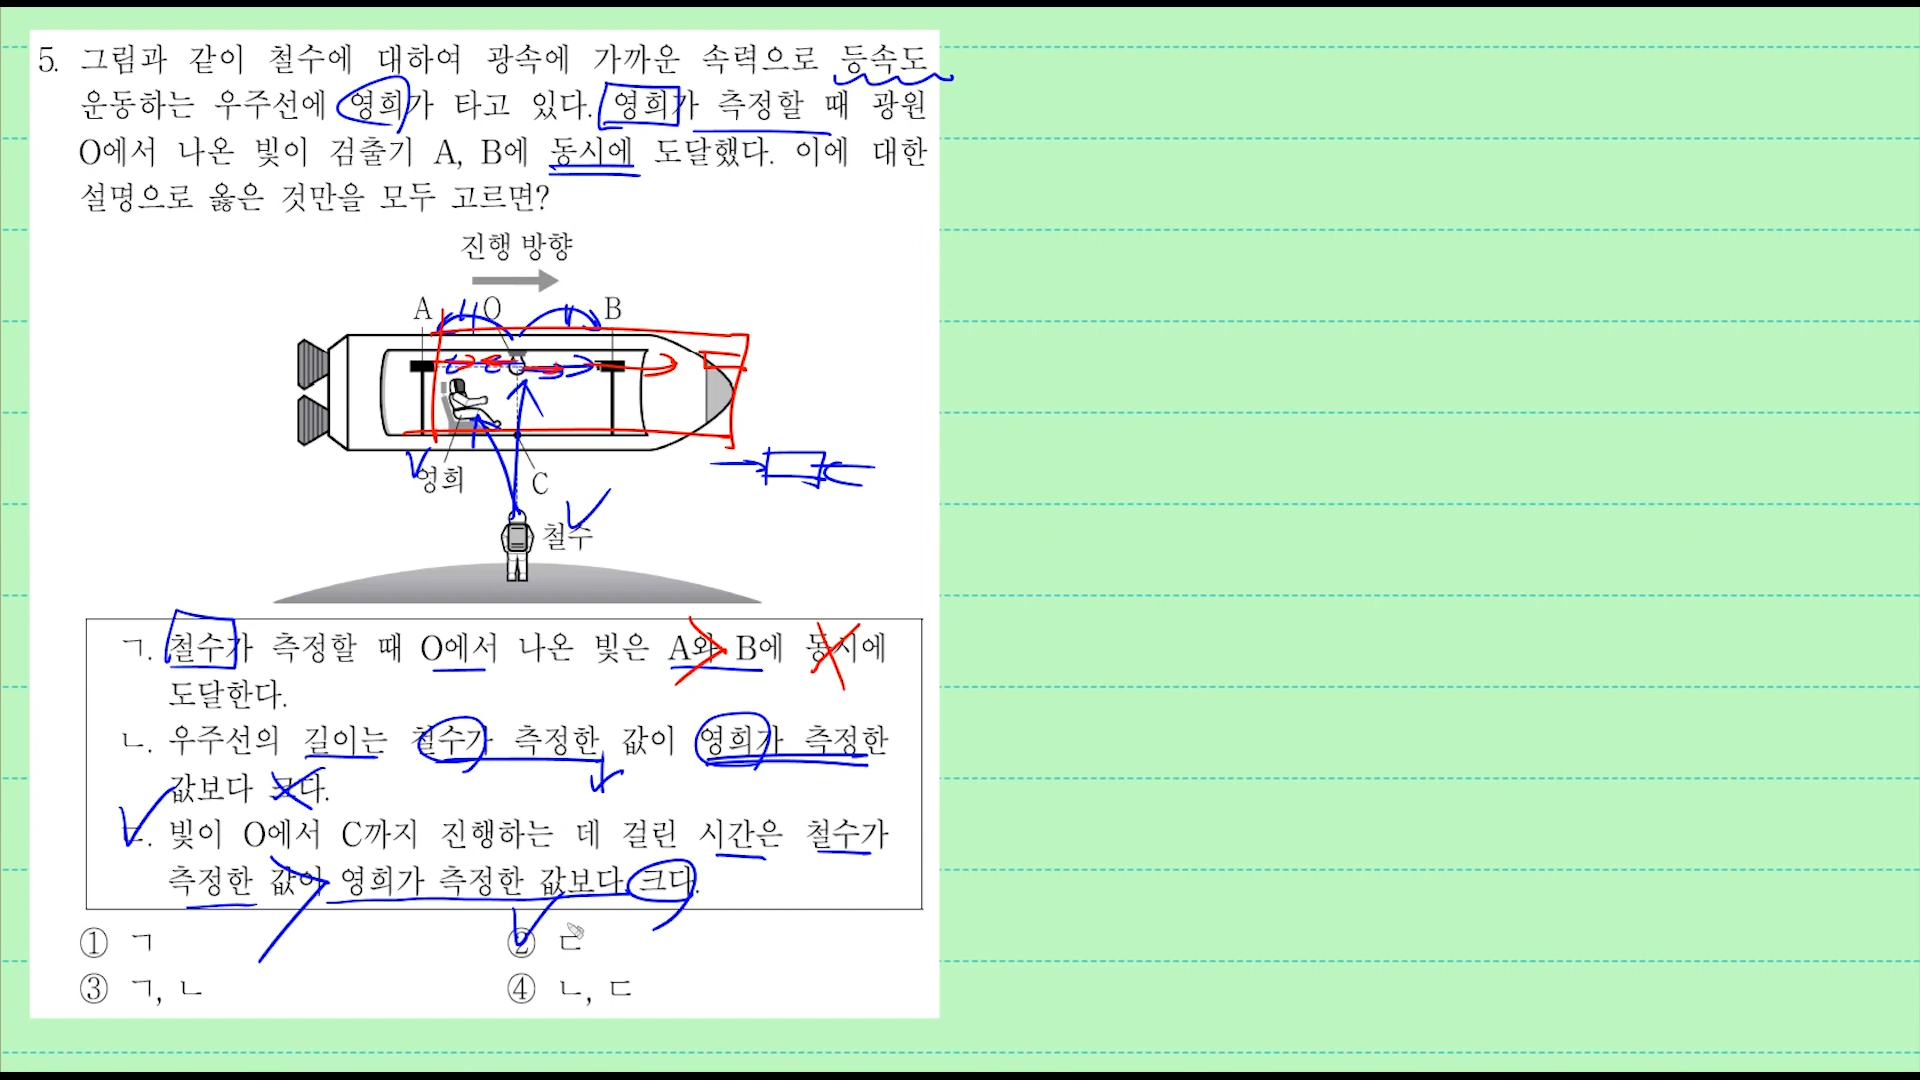 5. 그림과 같이 철수에 대하여 광속에 가까운 속력으로 등속도
운동하는 우주선에 영희가 타고 있다. 영희가 측정할 때 광원
O에서 나온 빛이 검출기 A, B에 동시에 도달했다. 이에 대한
설명으로 옳은 것만을 모두 고르면?
진행 방향
A O B
영희 C
철수
ㄱ. 철수가 측정할 때 O에서 나온 빛은 A와 B에 동시에
도달한다.
ㄴ. 우주선의 길이는 철수가 측정한 값이 영희가 측정한
값보다 크다.
ㄷ. 빛이 O에서 C까지 진행하는 데 걸린 시간은 철수가
측정한 값이 영희가 측정한 값보다 크다.
① ㄱ ② ㄷ
③ ㄱ, ㄴ ④ ㄴ, ㄷ